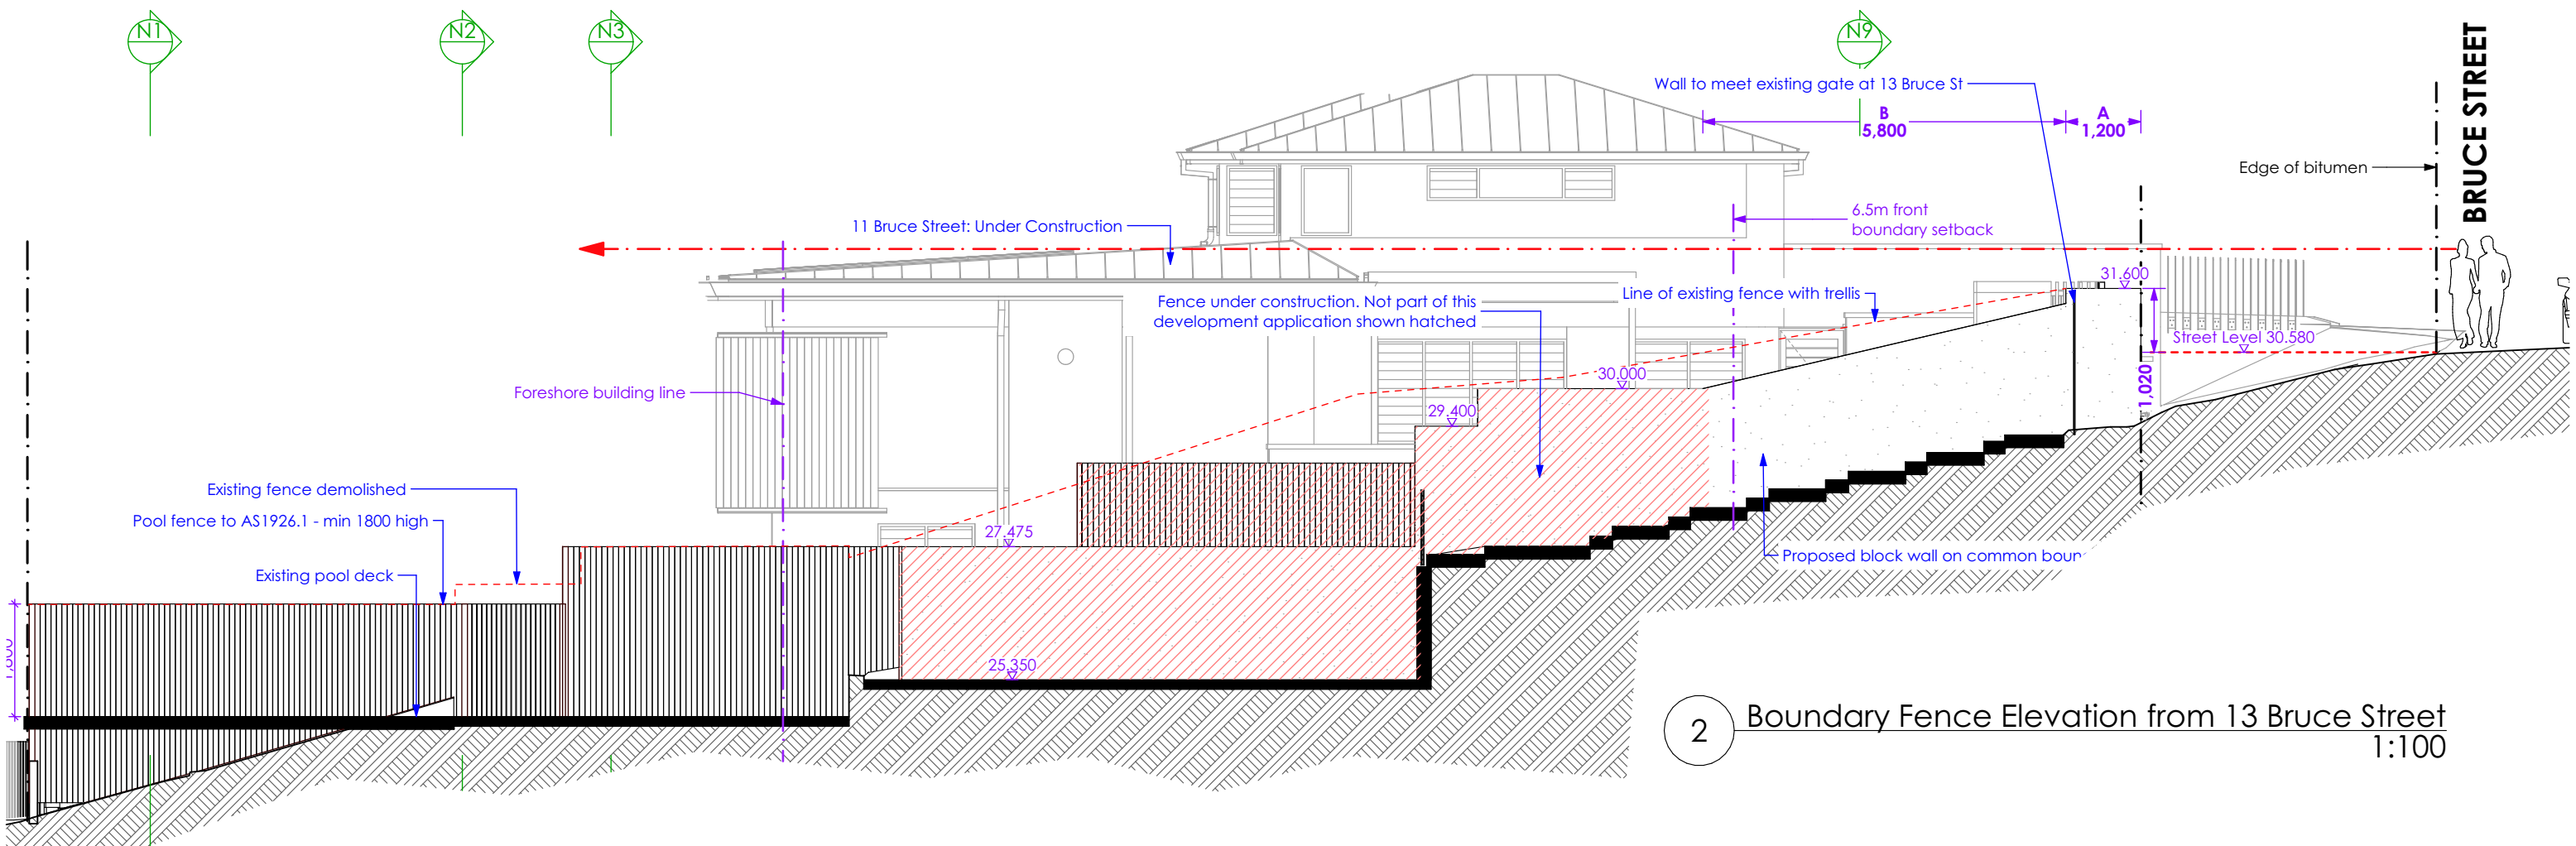 N1
N2
N3
N9
BRUCE STREET
Wall to meet existing gate at 13 Bruce St
B
5,800
A
1,200
Edge of bitumen
6.5m front
boundary setback
11 Bruce Street: Under Construction
31.600
Fence under construction. Not part of this
development application shown hatched
Line of existing fence with trellis
Street Level 30.580
1,020
30.000
Foreshore building line
29.400
Existing fence demolished
Pool fence to AS1926.1 - min 1800 high
27.475
Proposed block wall on common
Existing pool deck
25.350
2
Boundary Fence Elevation from 13 Bruce Street
1:100